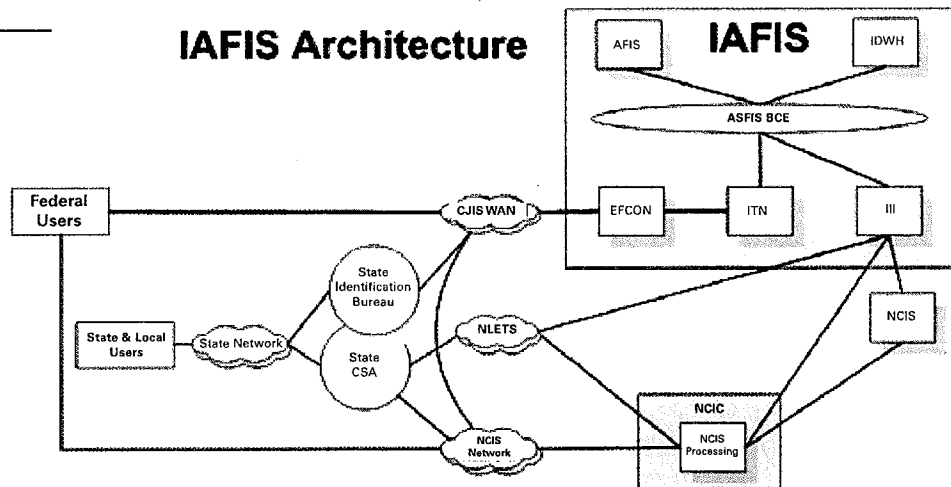 IAFIS Architecture
IAFIS
AFIS
IDWH
ASFIS BCE
Federal
Users
CJIS WAN
EFCON
ITN
III
State
Identification
Bureau
State & Local
Users
State Network
State
CSA
NLETS
NCIS
NCIC
NCIS
Processing
NCIS
Network